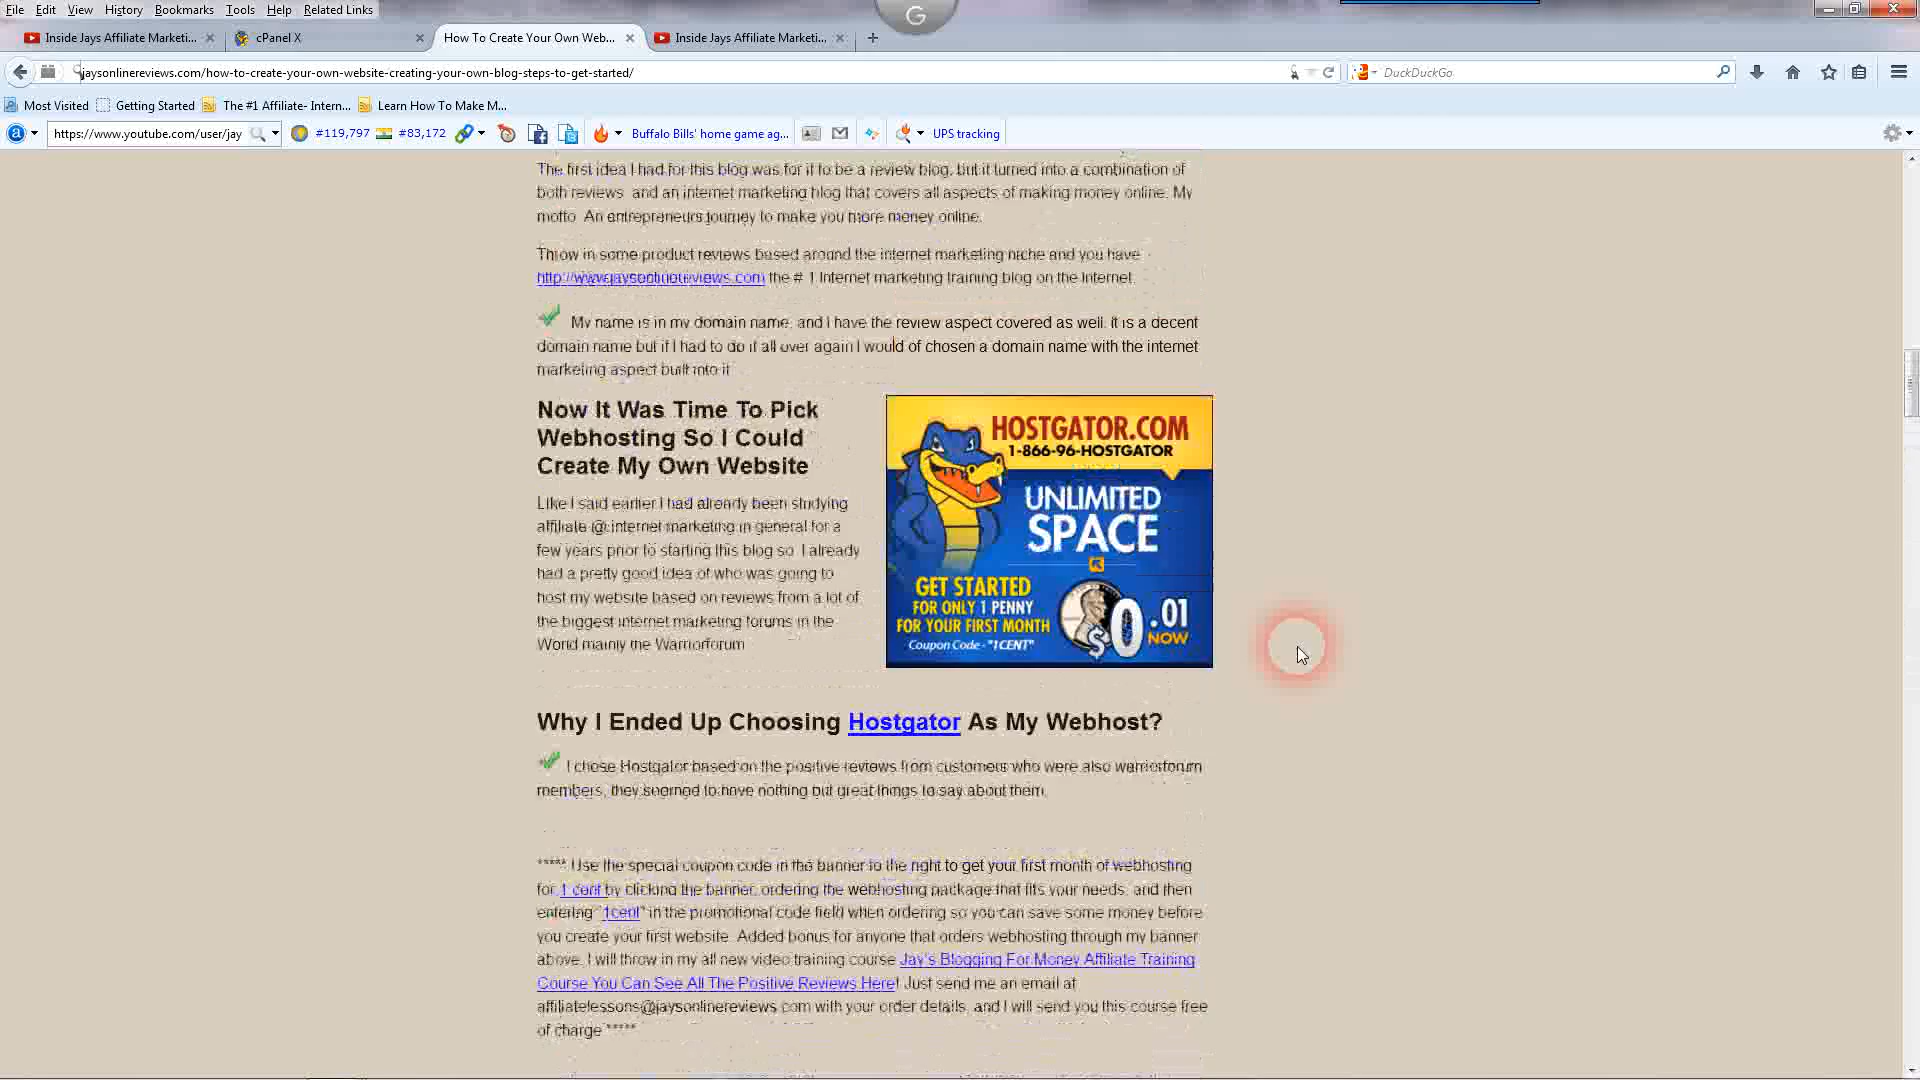 File Edit View History Bookmarks Tools Help Related Links
G
Inside Jays Affiliate Marketi...
cPanel X
How To Create Your Own Web...
Inside Jays Affiliate Marketi...
jaysonlinereviews.com/how-to-create-your-own-website-creating-your-own-blog-steps-to-get-started/
DuckDuckGo
Most Visited Getting Started The #1 Affiliate- Intern... Learn How To Make M...
https://www.youtube.com/user/jay #119,797 #83,172 Buffalo Bills' home game ag... UPS tracking
The first idea I had for this blog was for it to be a review blog, but it turned into a combination of
both reviews and an internet marketing blog that covers all aspects of making money online. My
motto. An entrepreneurs journey to make you more money online.
Throw in some product reviews based around the internet marketing niche and you have
http://www.jaysonlinereviews.com the # 1 Internet marketing training blog on the Internet.
My name is in my domain name, and I have the review aspect covered as well. It is a decent
domain name but if I had to do it all over again I would of chosen a domain name with the internet
marketing aspect built into it
Now It Was Time To Pick
Webhosting So I Could
Create My Own Website
Like I said earlier I had already been studying
affiliate @ internet marketing in general for a
few years prior to starting this blog so I already
had a pretty good idea of who was going to
host my website based on reviews from a lot of
the biggest internet marketing forums in the
World mainly the Warriorforum
HOSTGATOR.COM
1-866-96-HOSTGATOR
UNLIMITED
SPACE
GET STARTED
FOR ONLY 1 PENNY
FOR YOUR FIRST MONTH
Coupon Code - "1CENT"
$0.01
NOW
Why I Ended Up Choosing Hostgator As My Webhost?
I chose Hostgator based on the positive reviews from customers who were also warriorforum
members, they seemed to have nothing but great things to say about them.
***** Use the special coupon code in the banner to the right to get your first month of webhosting
for 1 cent by clicking the banner, ordering the webhosting package that fits your needs, and then
entering "1cent" in the promotional code field when ordering so you can save some money before
you create your first website. Added bonus for anyone that orders webhosting through my banner
above. I will throw in my all new video training course Jay's Blogging For Money Affiliate Training
Course You Can See All The Positive Reviews Here! Just send me an email at
affiliatelessons@jaysonlinereviews.com with your order details, and I will send you this course free
of charge *****